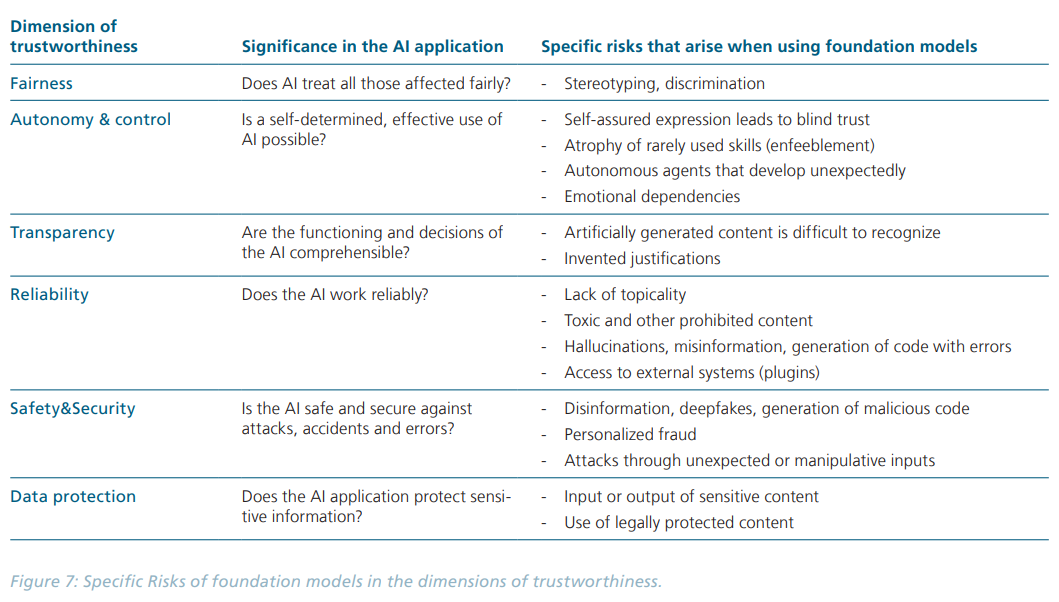 Dimension of
trustworthiness
Significance in the AI application
Specific risks that arise when using foundation models
Fairness
Does AI treat all those affected fairly?
- Stereotyping, discrimination
Autonomy & control
Is a self-determined, effective use of
AI possible?
- Self-assured expression leads to blind trust
- Atrophy of rarely used skills (enfeeblement)
- Autonomous agents that develop unexpectedly
- Emotional dependencies
Transparency
Are the functioning and decisions of
the AI comprehensible?
- Artificially generated content is difficult to recognize
- Invented justifications
Reliability
Does the AI work reliably?
- Lack of topicality
- Toxic and other prohibited content
- Hallucinations, misinformation, generation of code with errors
- Access to external systems (plugins)
Safety&Security
Is the AI safe and secure against
attacks, accidents and errors?
- Disinformation, deepfakes, generation of malicious code
- Personalized fraud
- Attacks through unexpected or manipulative inputs
Data protection
Does the AI application protect sensi-
tive information?
- Input or output of sensitive content
- Use of legally protected content
Figure 7: Specific Risks of foundation models in the dimensions of trustworthiness.